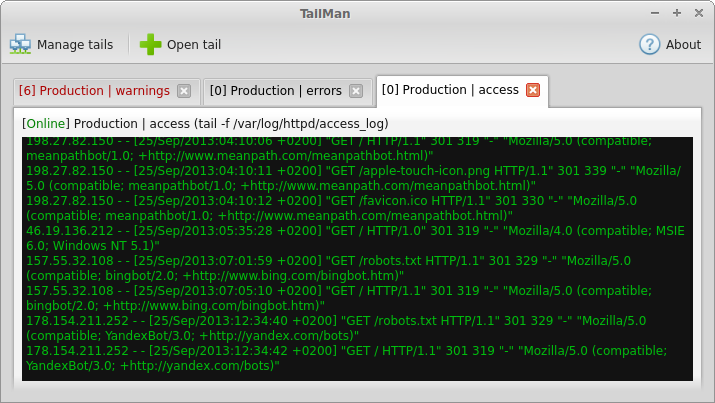 TailMan
Manage tails
Open tail
About
[6] Production | warnings
[0] Production | errors
[0] Production | access
[Online] Production | access (tail -f /var/log/httpd/access_log)
198.27.82.150 - - [25/Sep/2013:04:10:06 +0200] "GET / HTTP/1.1" 301 319 "-" "Mozilla/5.0 (compatible;
meanpathbot/1.0; +http://www.meanpath.com/meanpathbot.html)"
198.27.82.150 - - [25/Sep/2013:04:10:11 +0200] "GET /apple-touch-icon.png HTTP/1.1" 301 339 "-" "Mozilla/
5.0 (compatible; meanpathbot/1.0; +http://www.meanpath.com/meanpathbot.html)"
198.27.82.150 - - [25/Sep/2013:04:10:12 +0200] "GET /favicon.ico HTTP/1.1" 301 330 "-" "Mozilla/5.0
(compatible; meanpathbot/1.0; +http://www.meanpath.com/meanpathbot.html)"
46.19.136.212 - - [25/Sep/2013:05:35:28 +0200] "GET / HTTP/1.0" 301 319 "-" "Mozilla/4.0 (compatible; MSIE
6.0; Windows NT 5.1)"
157.55.32.108 - - [25/Sep/2013:07:01:59 +0200] "GET /robots.txt HTTP/1.1" 301 329 "-" "Mozilla/5.0
(compatible; bingbot/2.0; +http://www.bing.com/bingbot.htm)"
157.55.32.108 - - [25/Sep/2013:07:05:10 +0200] "GET / HTTP/1.1" 301 319 "-" "Mozilla/5.0 (compatible;
bingbot/2.0; +http://www.bing.com/bingbot.htm)"
178.154.211.252 - - [25/Sep/2013:12:34:40 +0200] "GET /robots.txt HTTP/1.1" 301 329 "-" "Mozilla/5.0
(compatible; YandexBot/3.0; +http://yandex.com/bots)"
178.154.211.252 - - [25/Sep/2013:12:34:42 +0200] "GET / HTTP/1.1" 301 319 "-" "Mozilla/5.0 (compatible;
YandexBot/3.0; +http://yandex.com/bots)"